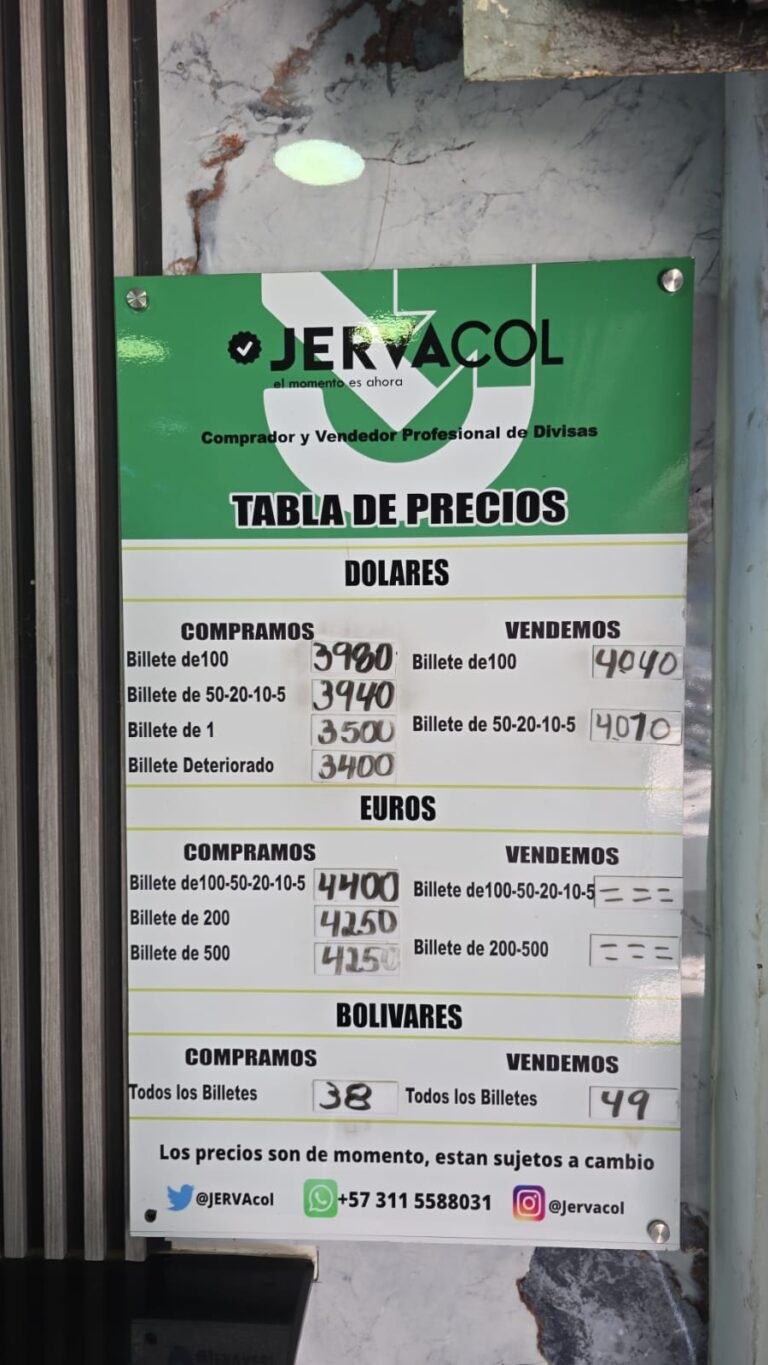 JERVACOL
el momento es ahora
Comprador y Vendedor Profesional de Divisas
TABLA DE PRECIOS
DOLARES
COMPRAMOS VENDEMOS
Billete de100 3980 Billete de100 4040
Billete de 50-20-10-5 3940
Billete de 50-20-10-5 4070
Billete de 1 3500
Billete Deteriorado 3400
EUROS
COMPRAMOS VENDEMOS
Billete de100-50-20-10-5 4400 Billete de100-50-20-10-5 = = =
Billete de 200 4250
Billete de 500 4250 Billete de 200-500 = = =
BOLIVARES
COMPRAMOS VENDEMOS
Todos los Billetes 38 Todos los Billetes 49
Los precios son de momento, estan sujetos a cambio
@JERVAcol +57 311 5588031 @Jervacol